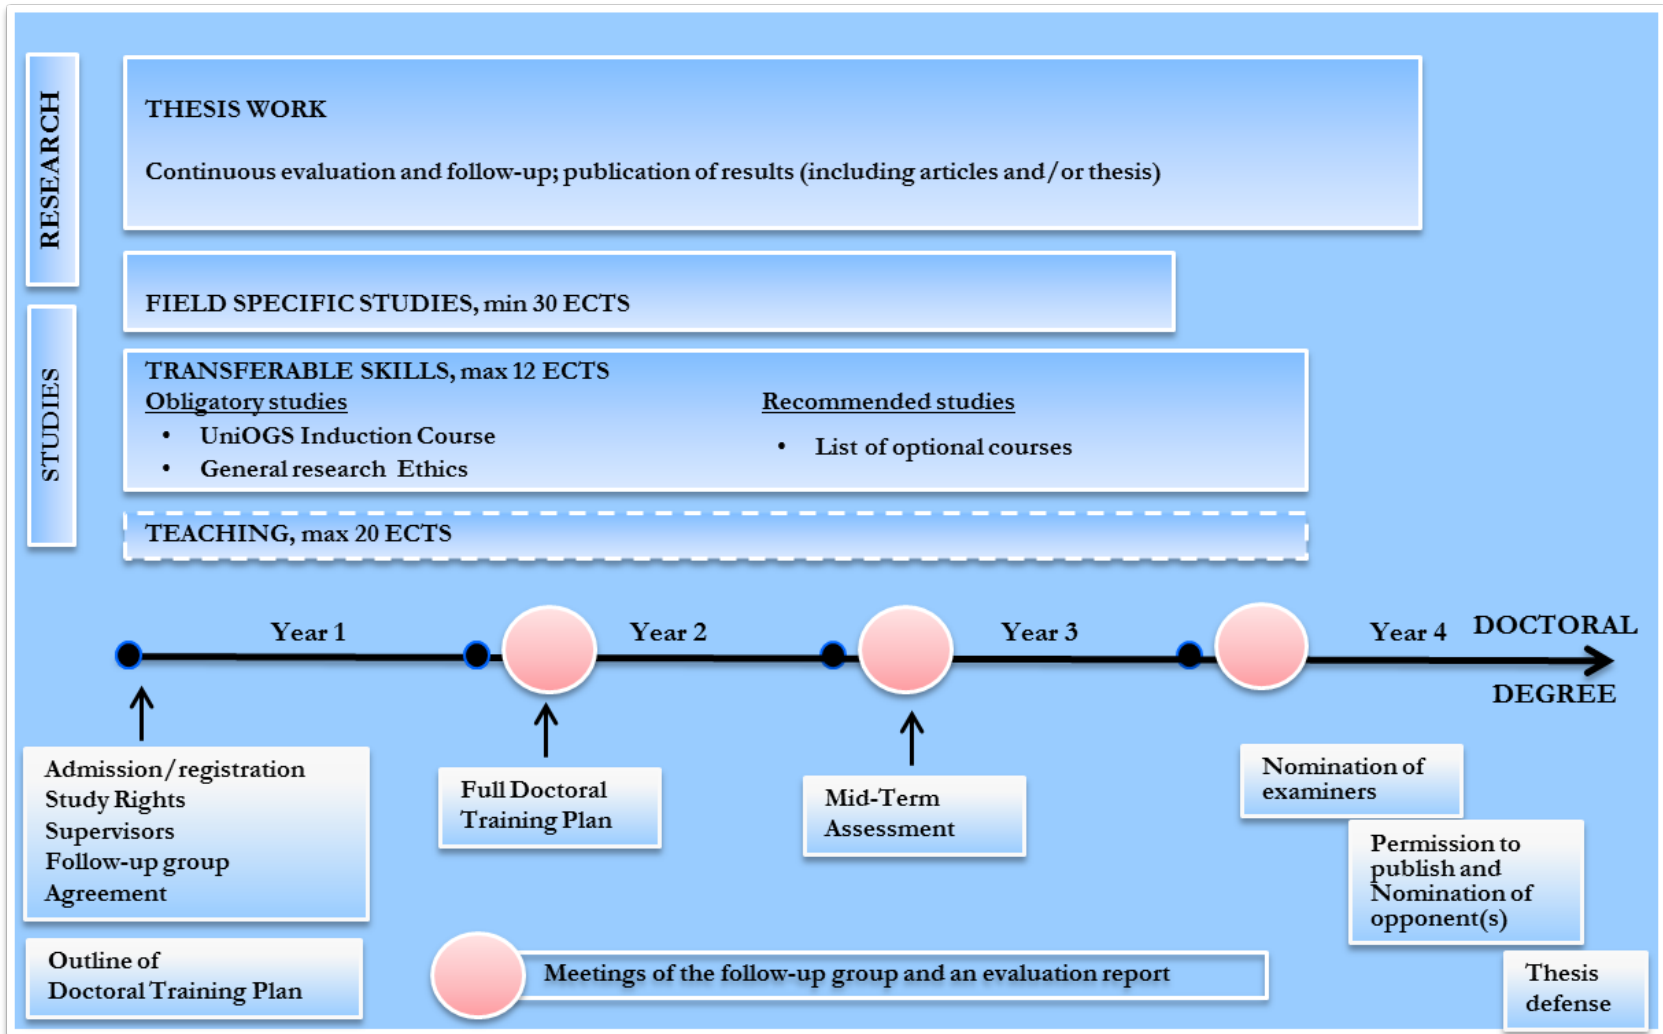 RESEARCH
THESIS WORK
Continuous evaluation and follow-up; publication of results (including articles and/or thesis)
FIELD SPECIFIC STUDIES, min 30 ECTS
STUDIES
TRANSFERABLE SKILLS, max 12 ECTS
Obligatory studies
• UniOGS Induction Course
• General research Ethics
Recommended studies
• List of optional courses
TEACHING, max 20 ECTS
Year 1
Year 2
Year 3
Year 4
DOCTORAL
DEGREE
Admission/registration
Study Rights
Supervisors
Follow-up group
Agreement
Full Doctoral
Training Plan
Mid-Term
Assessment
Nomination of
examiners
Permission to
publish and
Nomination of
opponent(s)
Outline of
Doctoral Training Plan
Meetings of the follow-up group and an evaluation report
Thesis
defense